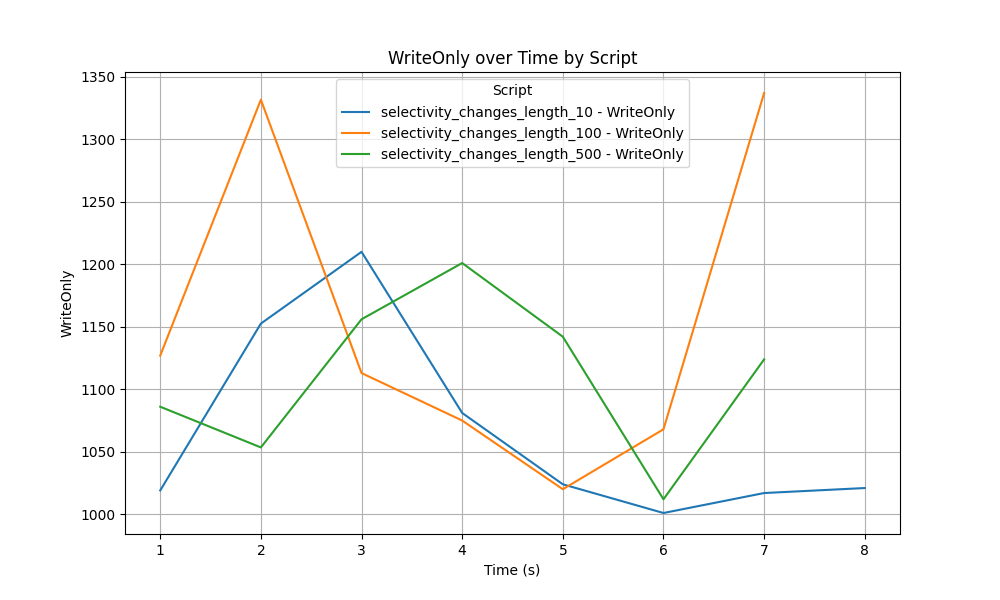 WriteOnly over Time by Script
Script
selectivity_changes_length_10 - WriteOnly
selectivity_changes_length_100 - WriteOnly
selectivity_changes_length_500 - WriteOnly
WriteOnly
1350
1300
1250
1200
1150
1100
1050
1000
1 2 3 4 5 6 7 8
Time (s)